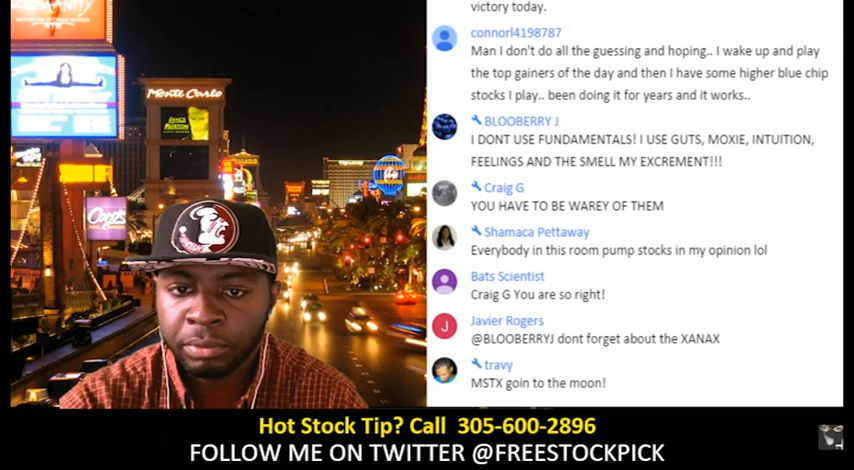 UMANITY
Monte Carlo
LANCE
BURTON
victory today.
connorl4198787
Man I don't do all the guessing and hoping.. I wake up and play
the top gainers of the day and then I have some higher blue chip
stocks I play.. been doing it for years and it works..
BLOOBERRY J
I DONT USE FUNDAMENTALS! I USE GUTS, MOXIE, INTUITION,
FEELINGS AND THE SMELL MY EXCREMENT!!!
Craig G
YOU HAVE TO BE WAREY OF THEM
Shamaca Pettaway
Everybody in this room pump stocks in my opinion lol
Bats Scientist
Craig G You are so right!
J
Javier Rogers
@BLOOBERRYJ dont forget about the XANAX
travy
MSTX goin to the moon!
Hot Stock Tip? Call 305-600-2896
FOLLOW ME ON TWITTER @FREESTOCKPICK